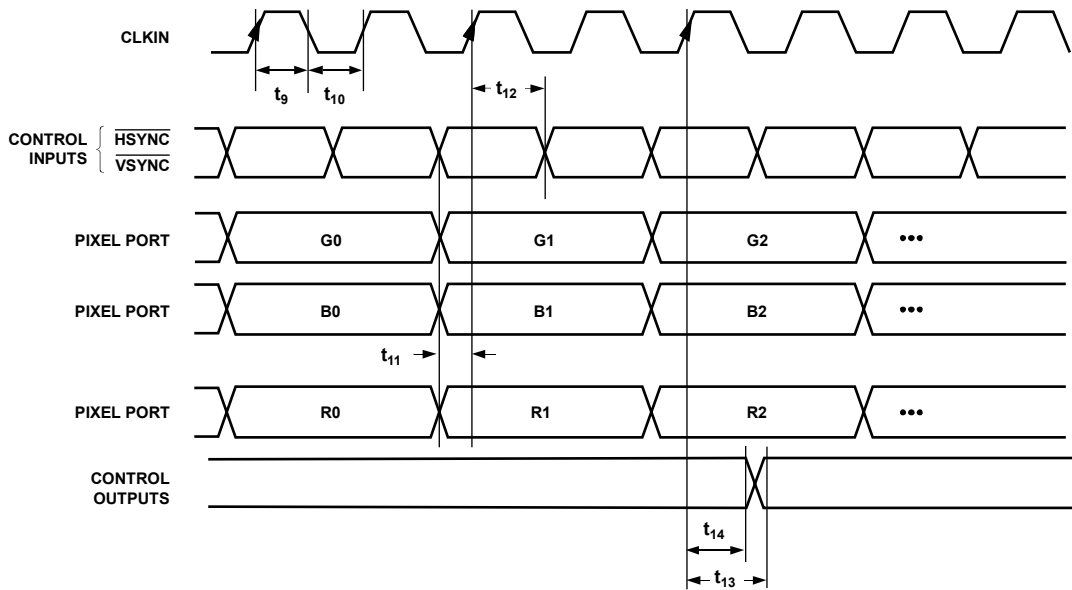 CLKIN
t9
t10
t12
CONTROL
INPUTS
HSYNC
VSYNC
PIXEL PORT
G0
G1
G2
•••
PIXEL PORT
B0
B1
B2
•••
t11
PIXEL PORT
R0
R1
R2
•••
CONTROL
OUTPUTS
t14
t13